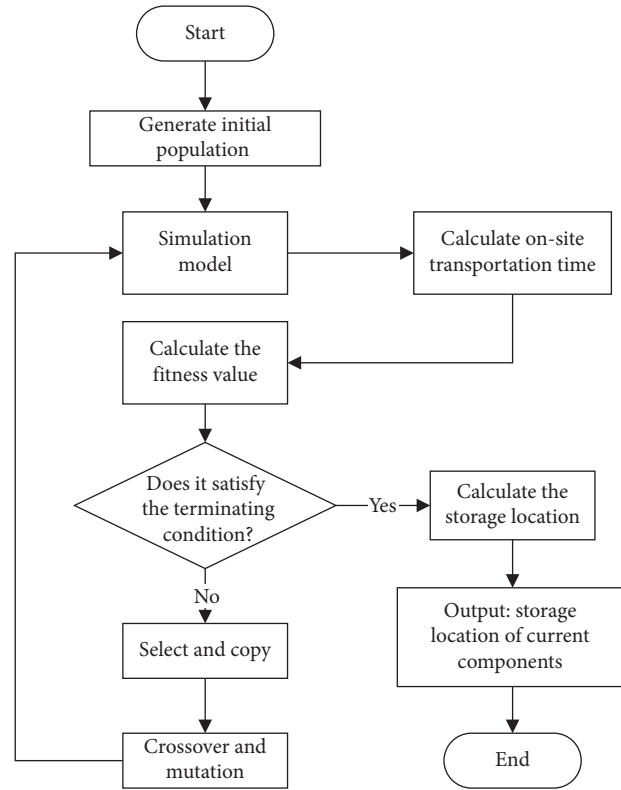 Start
Generate initial
population
Simulation
model
Calculate on-site
transportation time
Calculate the
fitness value
Does it satisfy
the terminating
condition?
Yes
Calculate the
storage location
No
Output: storage
location of current
components
Select and copy
Crossover and
mutation
End